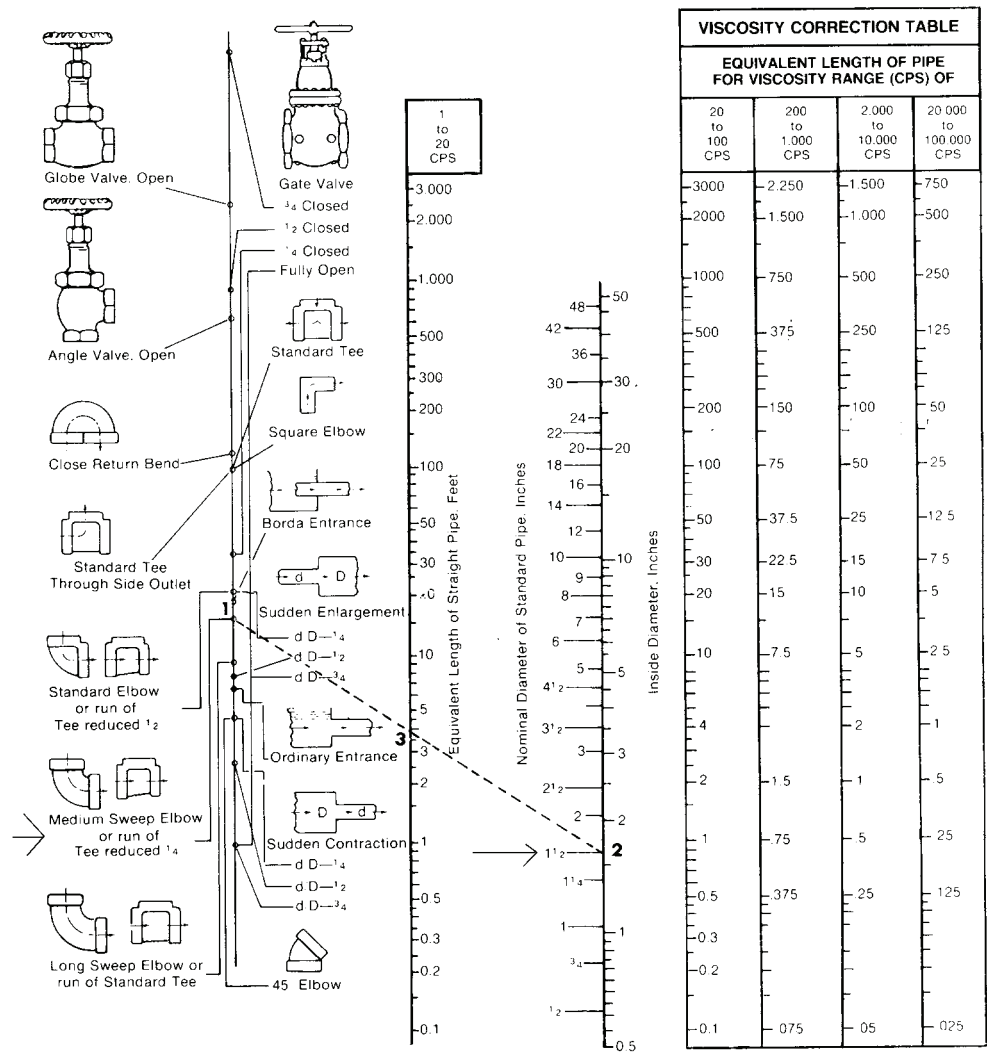 Globe Valve. Open
Gate Valve
3/4 Closed
1/2 Closed
1/4 Closed
Fully Open
Angle Valve. Open
Standard Tee
Square Elbow
Close Return Bend
Borda Entrance
Standard Tee
Through Side Outlet
Sudden Enlargement
d D
d D—1/4
d D—1/2
d D—3/4
Standard Elbow
or run of
Tee reduced 1/2
Ordinary Entrance
Medium Sweep Elbow
or run of
Tee reduced 1/4
D d
Sudden Contraction
d D—1/4
d D—1/2
d D—3/4
Long Sweep Elbow or
run of Standard Tee
45 Elbow
1
3
2
1
to
20
CPS
3.000
2.000
1.000
500
300
200
100
50
30
10
5
3
2
1
0.5
0.3
0.2
0.1
Equivalent Length of Straight Pipe. Feet
Nominal Diameter of Standard Pipe. Inches
48
42
36
30
24
22
20
18
16
14
12
10
9
8
7
6
5
4 1/2
3 1/2
3
2 1/2
2
1 1/2
1 1/4
1
3/4
1/2
50
30
20
10
5
3
2
1
0.5
Inside Diameter, Inches
VISCOSITY CORRECTION TABLE
EQUIVALENT LENGTH OF PIPE
FOR VISCOSITY RANGE (CPS) OF
20 200 2.000 20 000
to to to to
100 1.000 10.000 100 000
CPS CPS CPS CPS
3000 2.250 1.500 750
2000 1.500 1.000 500
1000 750 500 250
500 375 250 125
200 150 100 50
100 75 50 25
50 37.5 25 12 5
30 22.5 15 7 5
20 15 10 5
10 7.5 5 2 5
4 2 1
2 1.5 1 .5
1 .75 .5 25
0.5 .375 .25 125
0.3
0.2
0.1 075 05 025